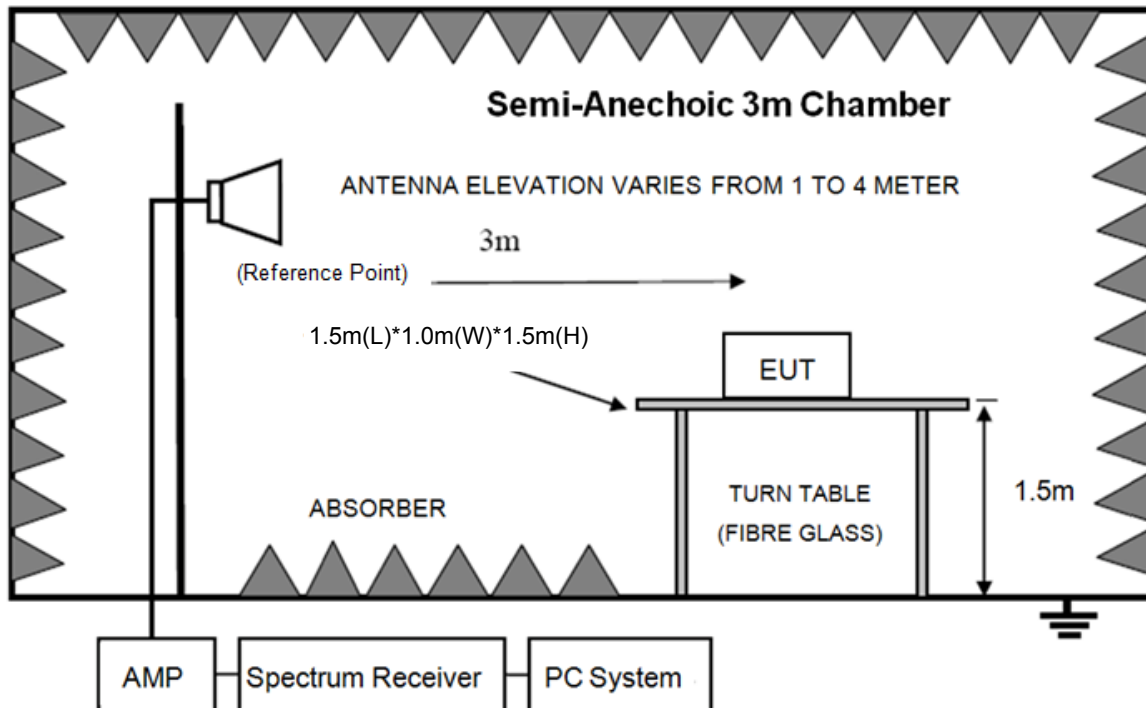 Semi-Anechoic 3m Chamber
ANTENNA ELEVATION VARIES FROM 1 TO 4 METER
3m
(Reference Point)
1.5m(L)*1.0m(W)*1.5m(H)
EUT
TURN TABLE
(FIBRE GLASS)
1.5m
ABSORBER
AMP
Spectrum Receiver
PC System